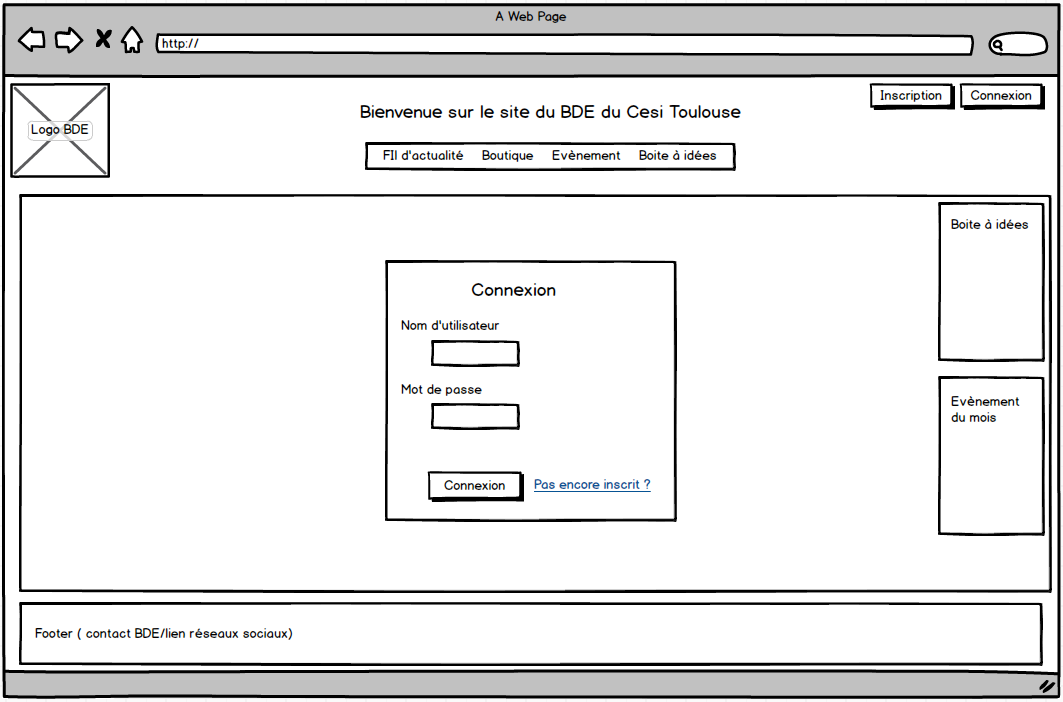 A Web Page
http://
Inscription
Connexion
Logo BDE
Bienvenue sur le site du BDE du Cesi Toulouse
FIl d'actualité Boutique Evènement Boite à idées
Boite à idées
Connexion
Nom d'utilisateur
Mot de passe
Connexion
Pas encore inscrit ?
Evènement
du mois
Footer ( contact BDE/lien réseaux sociaux)